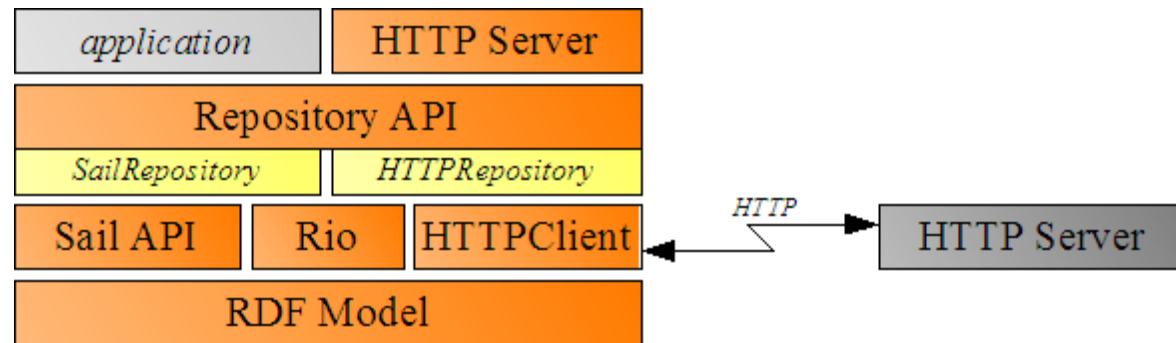 application
HTTP Server
Repository API
SailRepository
HTTPRepository
Sail API
Rio
HTTPClient
HTTP
HTTP Server
RDF Model